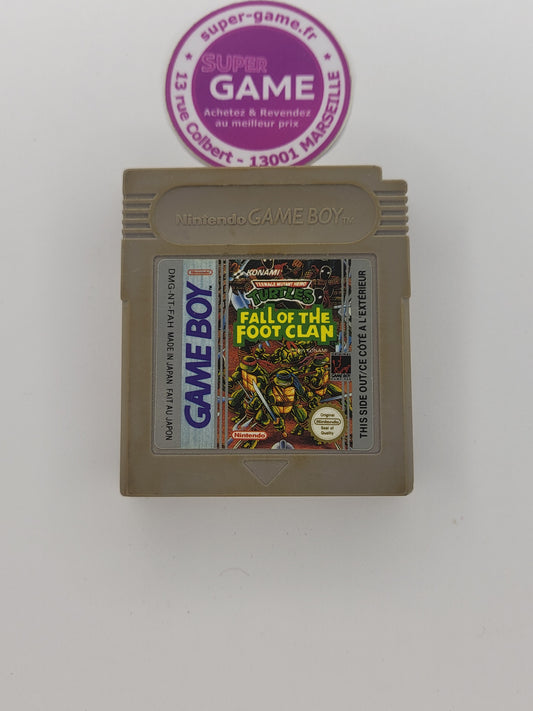 super-game.fr
SUPER
GAME
Achetez & Revendez
au meilleur prix
13 rue Colbert - 13001 MARSEILLE
Nintendo GAME BOY TM
Nintendo
GAME BOY
DMG-NT-FAH MADE IN JAPAN FAIT AU JAPON
KONAMI
TEENAGE MUTANT HERO
TURTLES
FALL OF THE
FOOT CLAN
Nintendo
Original
Nintendo
Seal of
Quality
THIS SIDE OUT/CE CÔTÉ A L'EXTÉRIEUR